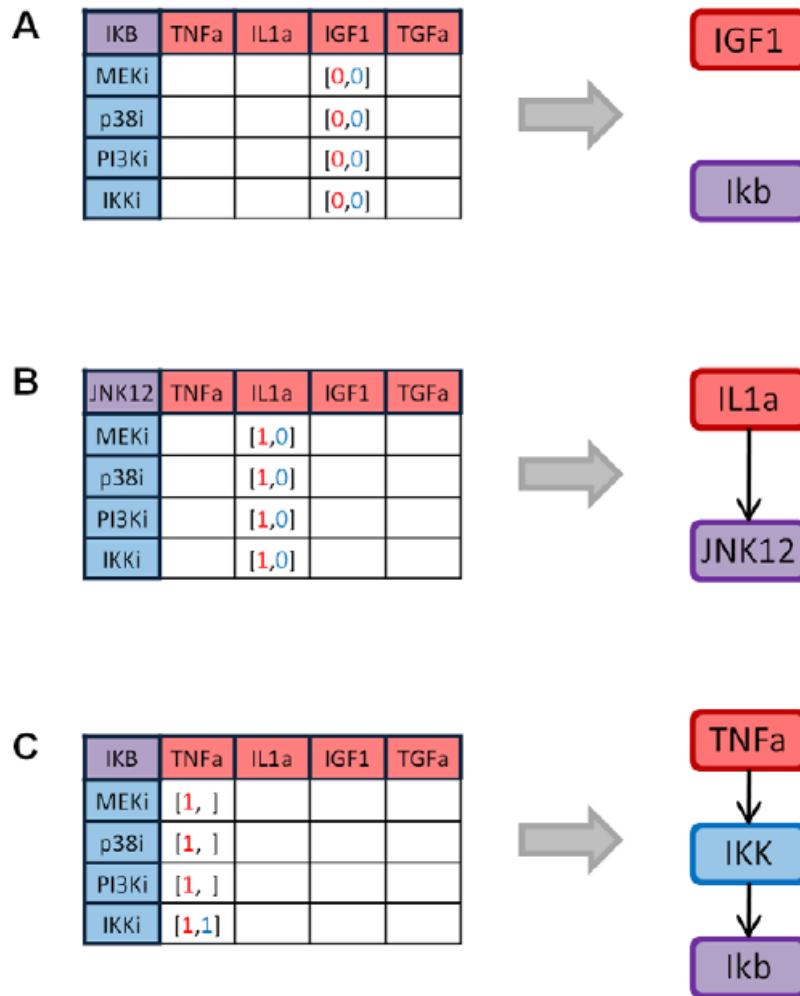 A
IKB TNFa IL1a IGF1 TGFa
MEKi [0,0]
p38i [0,0]
PI3Ki [0,0]
IKKi [0,0]
IGF1
Ikb
B
JNK12 TNFa IL1a IGF1 TGFa
MEKi [1,0]
p38i [1,0]
PI3Ki [1,0]
IKKi [1,0]
IL1a
JNK12
C
IKB TNFa IL1a IGF1 TGFa
MEKi [1, ]
p38i [1, ]
PI3Ki [1, ]
IKKi [1,1]
TNFa
IKK
Ikb